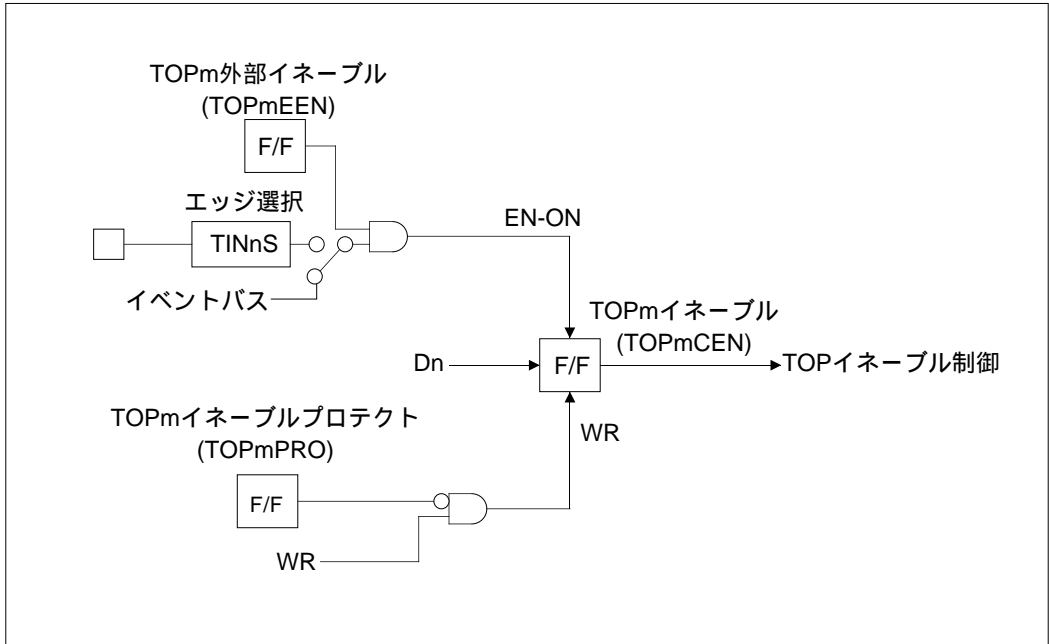 TOPm外部イネーブル
(TOPmEEN)
F/F
エッジ選択
TINnS
イベントバス
EN-ON
TOPmイネーブル
(TOPmCEN)
Dn
F/F
TOPイネーブル制御
TOPmイネーブルプロテクト
(TOPmPRO)
WR
F/F
WR